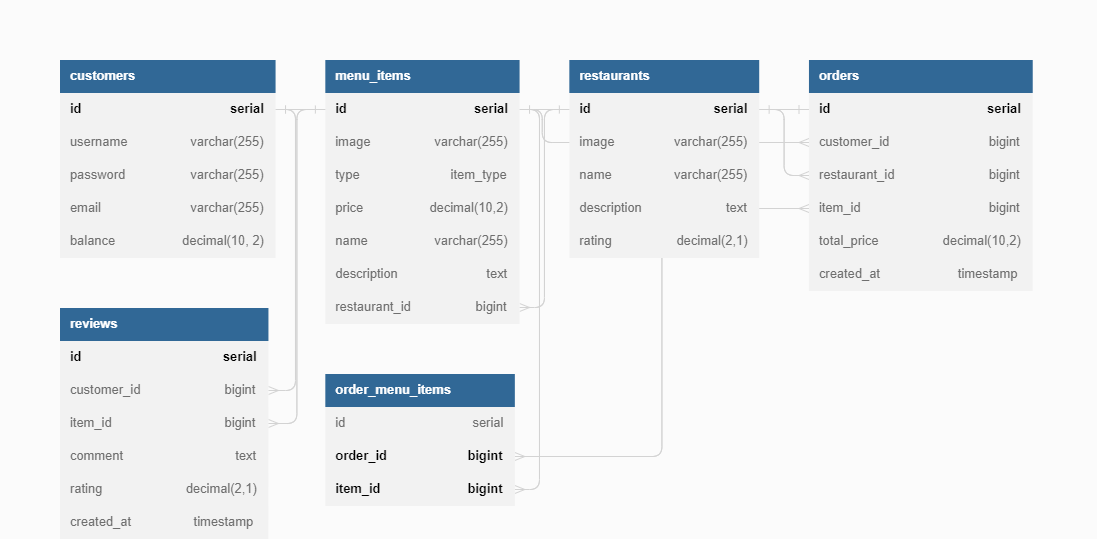 customers
id serial
username varchar(255)
password varchar(255)
email varchar(255)
balance decimal(10, 2)
menu_items
id serial
image varchar(255)
type item_type
price decimal(10,2)
name varchar(255)
description text
restaurant_id bigint
restaurants
id serial
image varchar(255)
name varchar(255)
description text
rating decimal(2,1)
orders
id serial
customer_id bigint
restaurant_id bigint
item_id bigint
total_price decimal(10,2)
created_at timestamp
reviews
id serial
customer_id bigint
item_id bigint
comment text
rating decimal(2,1)
created_at timestamp
order_menu_items
id serial
order_id bigint
item_id bigint